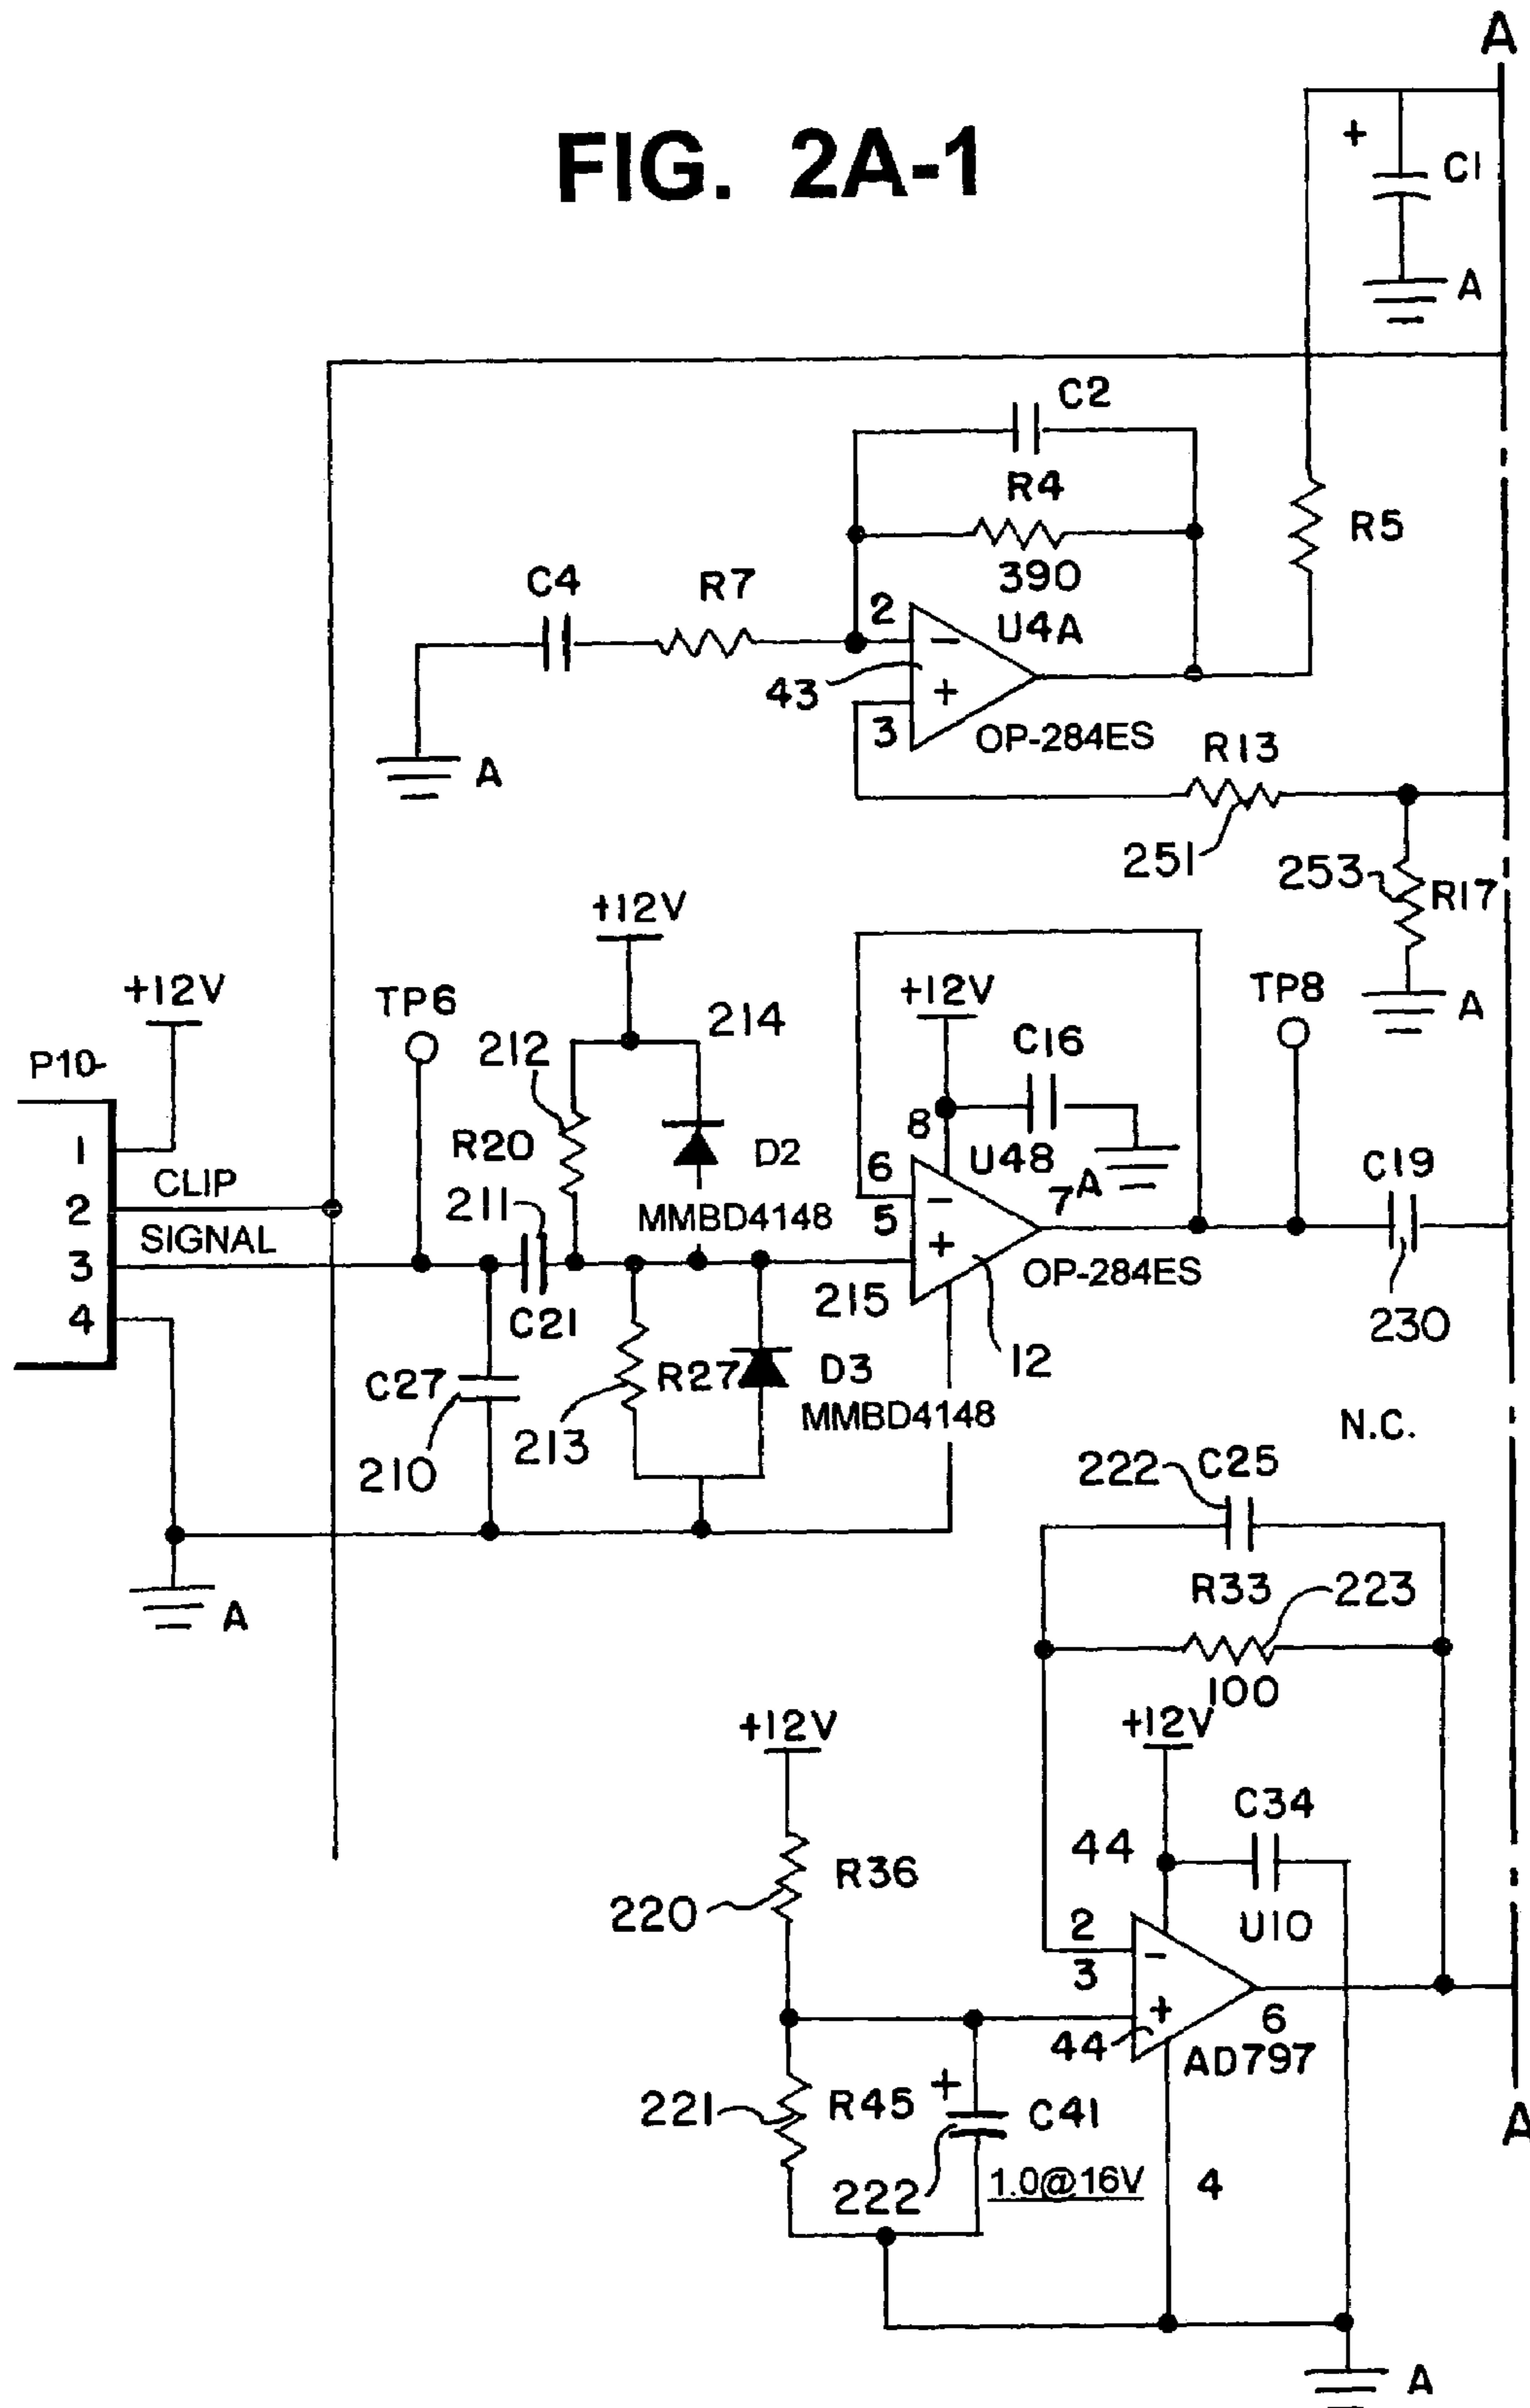 A
FIG. 2A-1
+
C1
A
C2
R4
390
R5
C4
R7
2
U4A
−
43
+
3
OP-284ES
A
R13
251
253
R17
A
+12V
+12V
P10-
TP6
212
214
+12V
C16
TP8
1
R20
D2
8
U48
A
CLIP
2
211
MMBD4148
6
−
7
C19
SIGNAL
5
3
+
OP-284ES
4
C21
215
230
C27
R27
D3
12
210
213
MMBD4148
N.C.
A
222
C25
R33
223
100
+12V
+12V
44
C34
R36
220
2
U10
−
3
+
6
44
AD797
221
R45
+
C41
A
222
1.0@16V
4
A